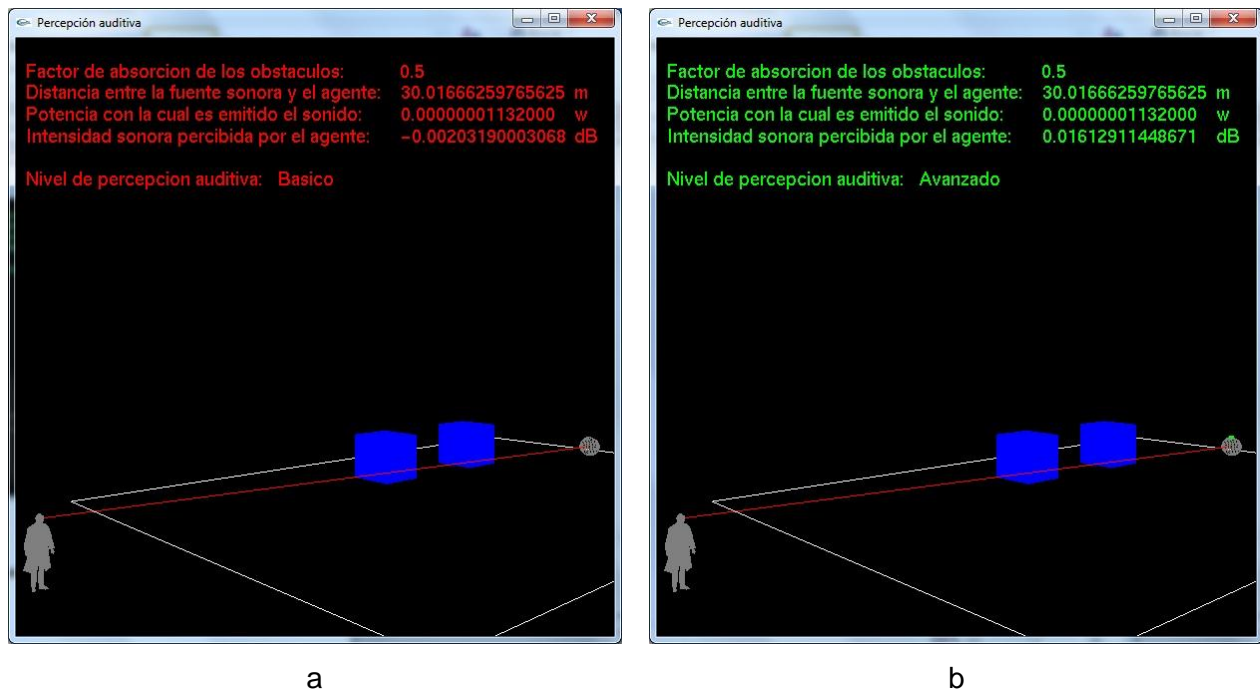 Percepción auditiva
Factor de absorcion de los obstaculos: 0.5
Distancia entre la fuente sonora y el agente: 30.01666259765625 m
Potencia con la cual es emitido el sonido: 0.00000001132000 w
Intensidad sonora percibida por el agente: -0.00203190003068 dB
Nivel de percepcion auditiva: Basico
a
Percepción auditiva
Factor de absorcion de los obstaculos: 0.5
Distancia entre la fuente sonora y el agente: 30.01666259765625 m
Potencia con la cual es emitido el sonido: 0.00000001132000 w
Intensidad sonora percibida por el agente: 0.01612911448671 dB
Nivel de percepcion auditiva: Avanzado
b